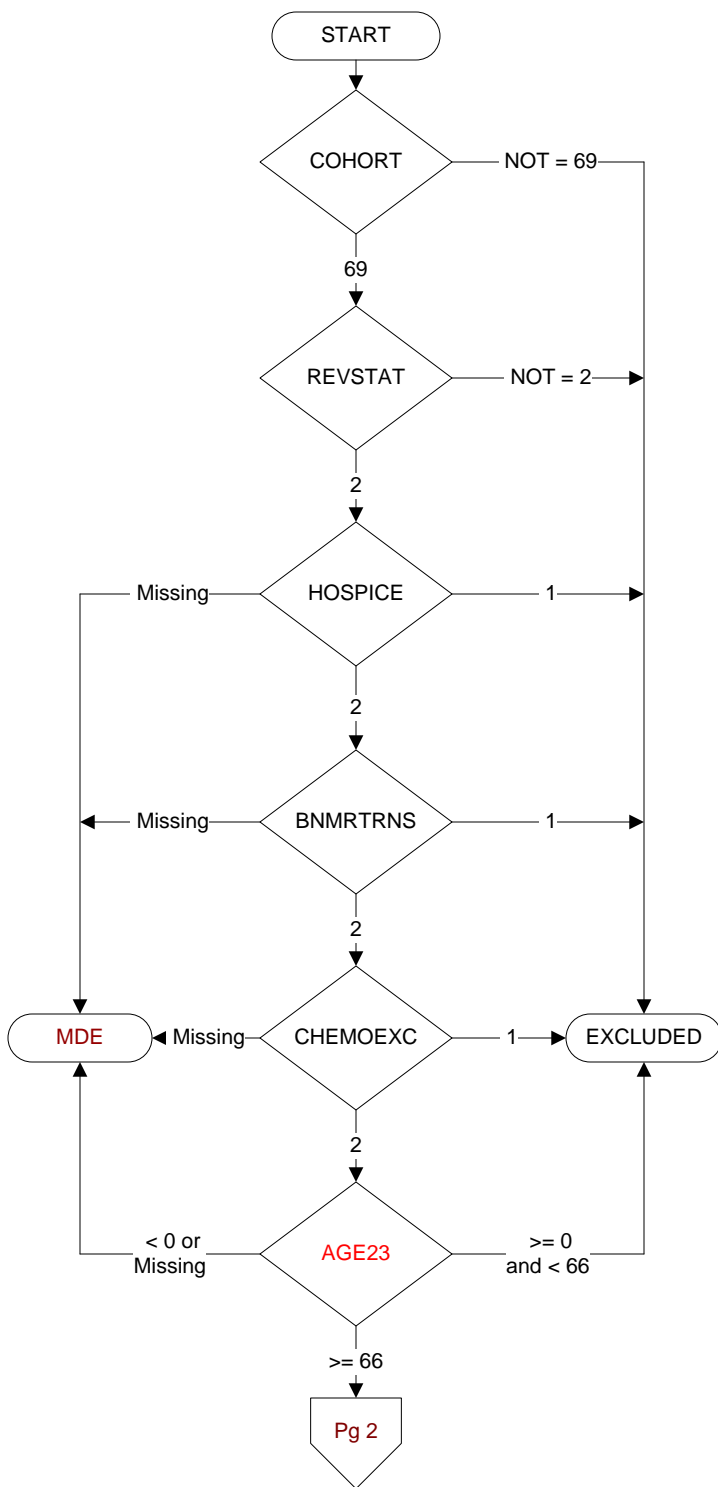 START
COHORT
NOT = 69
69
REVSTAT
NOT = 2
2
Missing
HOSPICE
1
2
Missing
BNMRTRNS
1
2
MDE
Missing
CHEMOEXC
1
EXCLUDED
2
< 0 or
Missing
AGE23
>= 0
and < 66
>= 66
Pg 2